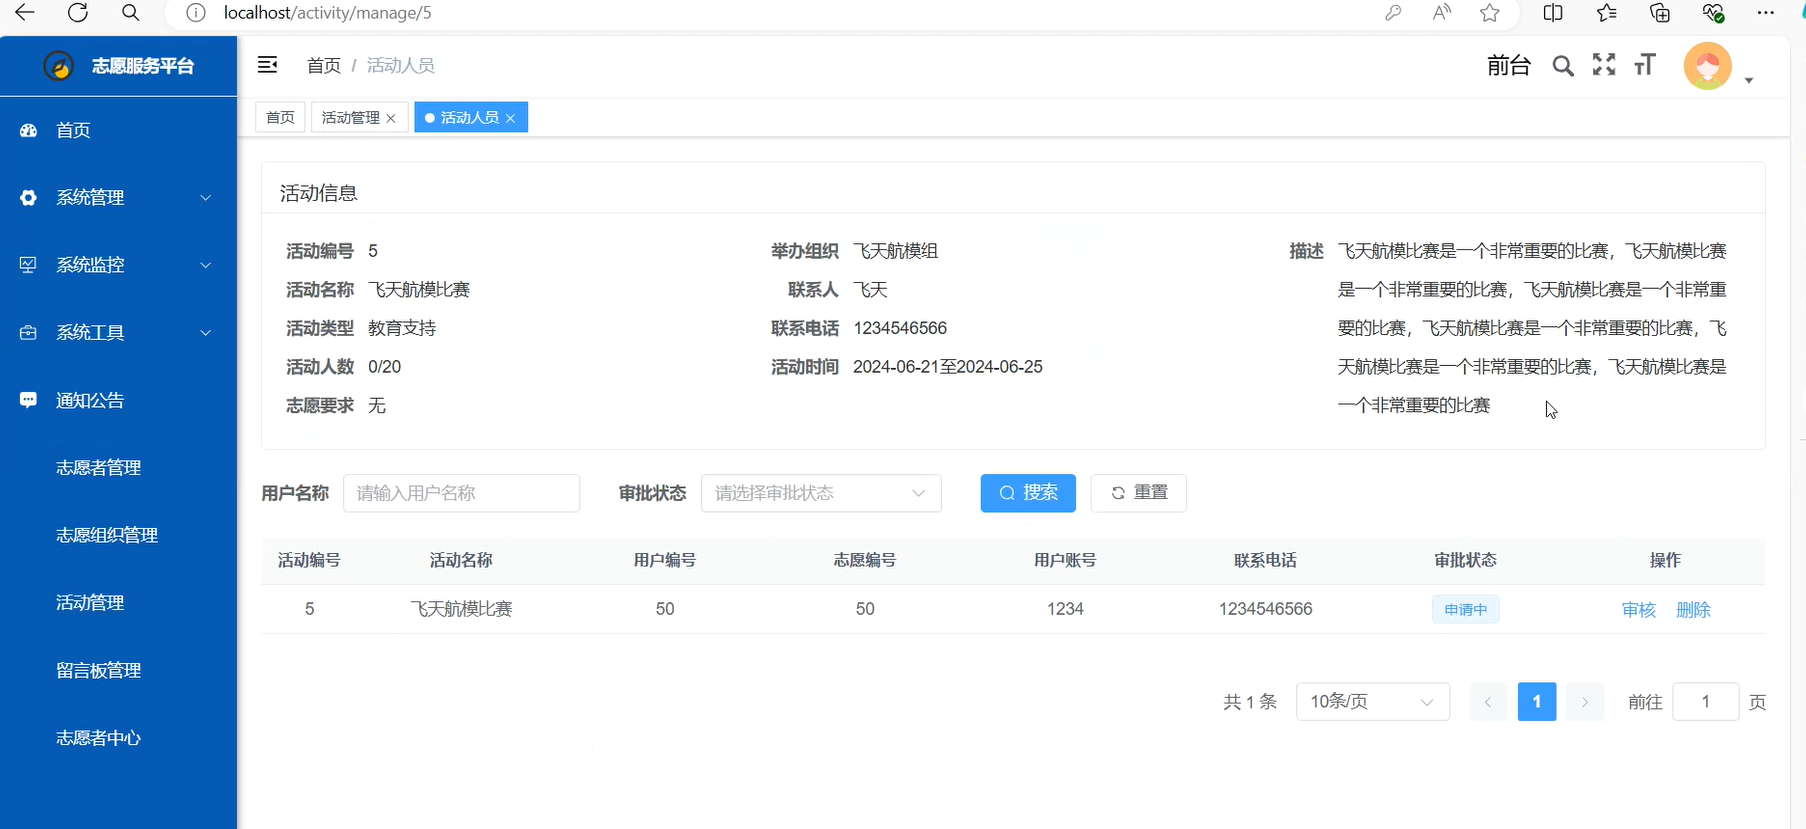 localhost/activity/manage/5
志愿服务平台
首页 / 活动人员
前台
首页
活动管理
活动人员
首页
系统管理
系统监控
系统工具
通知公告
志愿者管理
志愿组织管理
活动管理
留言板管理
志愿者中心
活动信息
活动编号 5
活动名称 飞天航模比赛
活动类型 教育支持
活动人数 0/20
志愿要求 无
举办组织 飞天航模组
联系人 飞天
联系电话 1234546566
活动时间 2024-06-21至2024-06-25
描述 飞天航模比赛是一个非常重要的比赛，飞天航模比赛
是一个非常重要的比赛，飞天航模比赛是一个非常重
要的比赛，飞天航模比赛是一个非常重要的比赛，飞
天航模比赛是一个非常重要的比赛，飞天航模比赛是
一个非常重要的比赛
用户名称 请输入用户名称 审批状态 请选择审批状态 搜索 重置
活动编号 活动名称 用户编号 志愿编号 用户账号 联系电话 审批状态 操作
5 飞天航模比赛 50 50 1234 1234546566 申请中 审核 删除
共 1 条 10条/页 1 前往 1 页